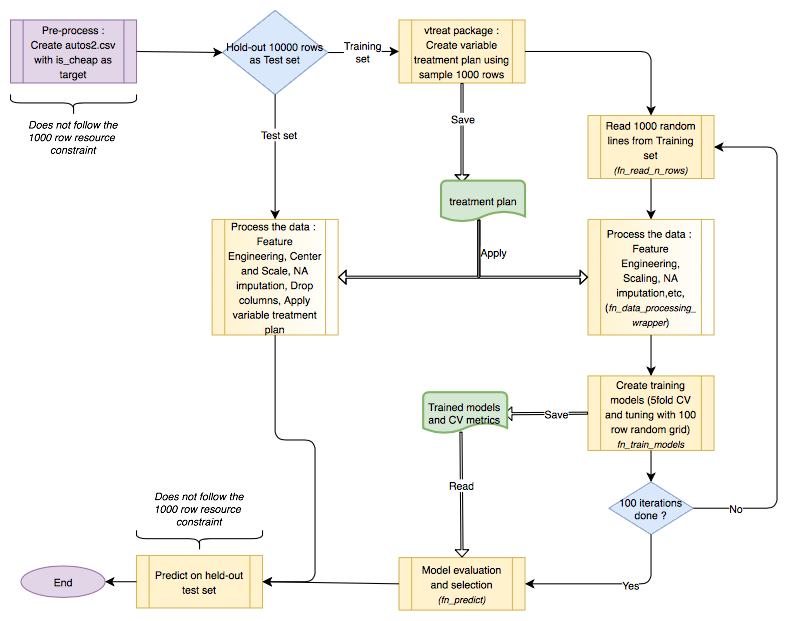 Pre-process :
Create autos2.csv
with is_cheap as
target
Does not follow the
1000 row resource
constraint
Hold-out 10000 rows
as Test set
Training
set
vtreat package :
Create variable
treatment plan using
sample 1000 rows
Save
Test set
treatment plan
Read 1000 random
lines from Training
set
(fn_read_n_rows)
Process the data :
Feature
Engineering, Center
and Scale, NA
imputation, Drop
columns, Apply
variable treatment
plan
Apply
Process the data :
Feature
Engineering,
Scaling, NA
imputation,etc,
(fn_data_processing_
wrapper)
Create training
models (5fold CV
and tuning with 100
row random grid)
fn_train_models
Save
Trained models
and CV metrics
Read
100 iterations
done ?
No
Yes
Model evaluation
and selection
(fn_predict)
Does not follow the
1000 row resource
constraint
Predict on held-out
test set
End